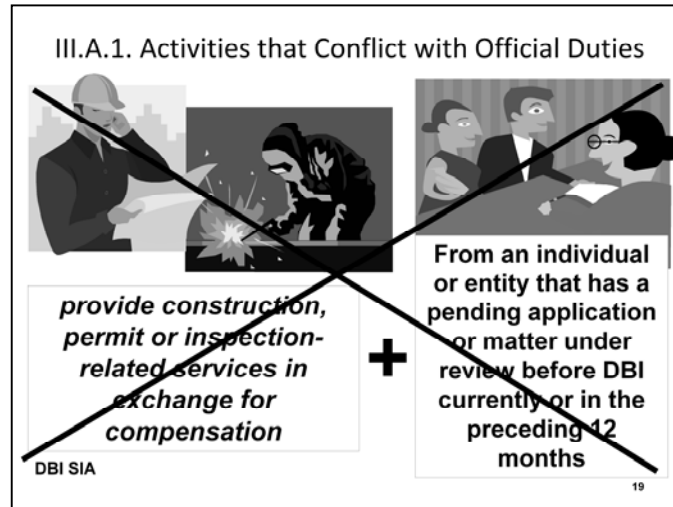 III.A.1. Activities that Conflict with Official Duties
provide construction,
permit or inspection-
related services in
exchange for
compensation
+
From an individual
or entity that has a
pending application
or matter under
review before DBI
currently or in the
preceding 12
months
DBI SIA
19